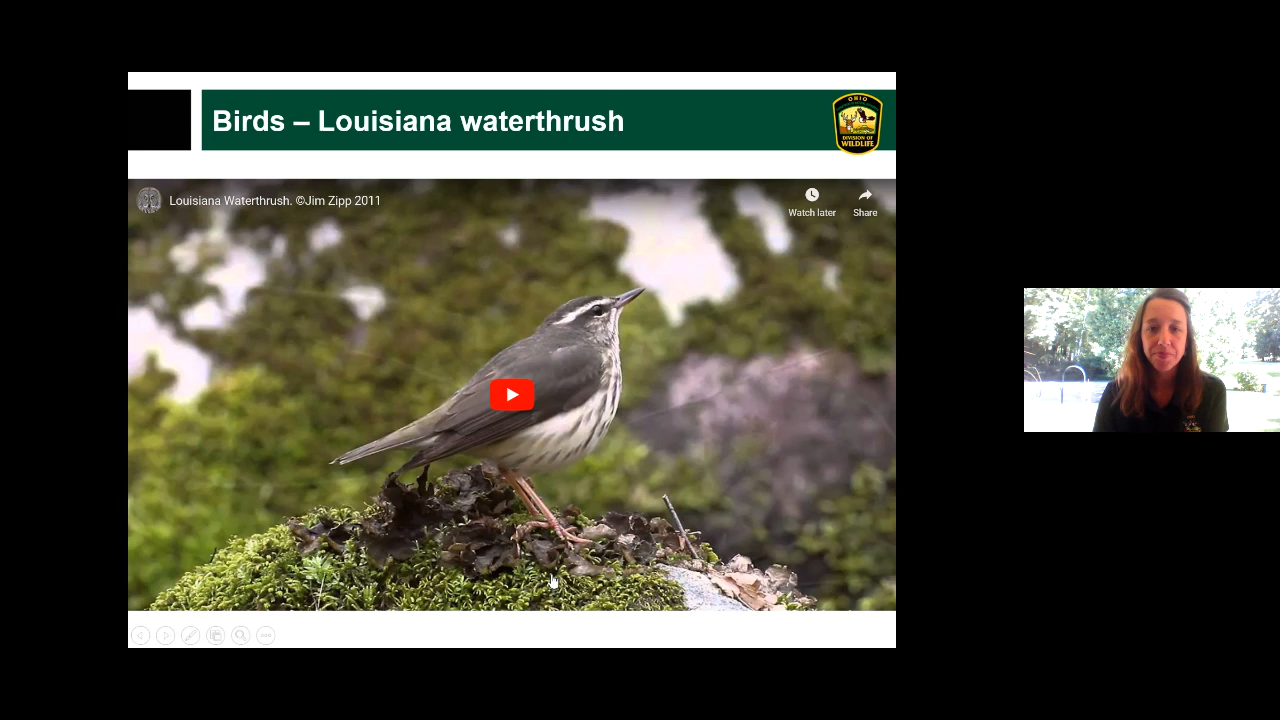 Birds – Louisiana waterthrush
OHIO
DIVISION OF
WILDLIFE
Louisiana Waterthrush. ©Jim Zipp 2011
Watch later
Share